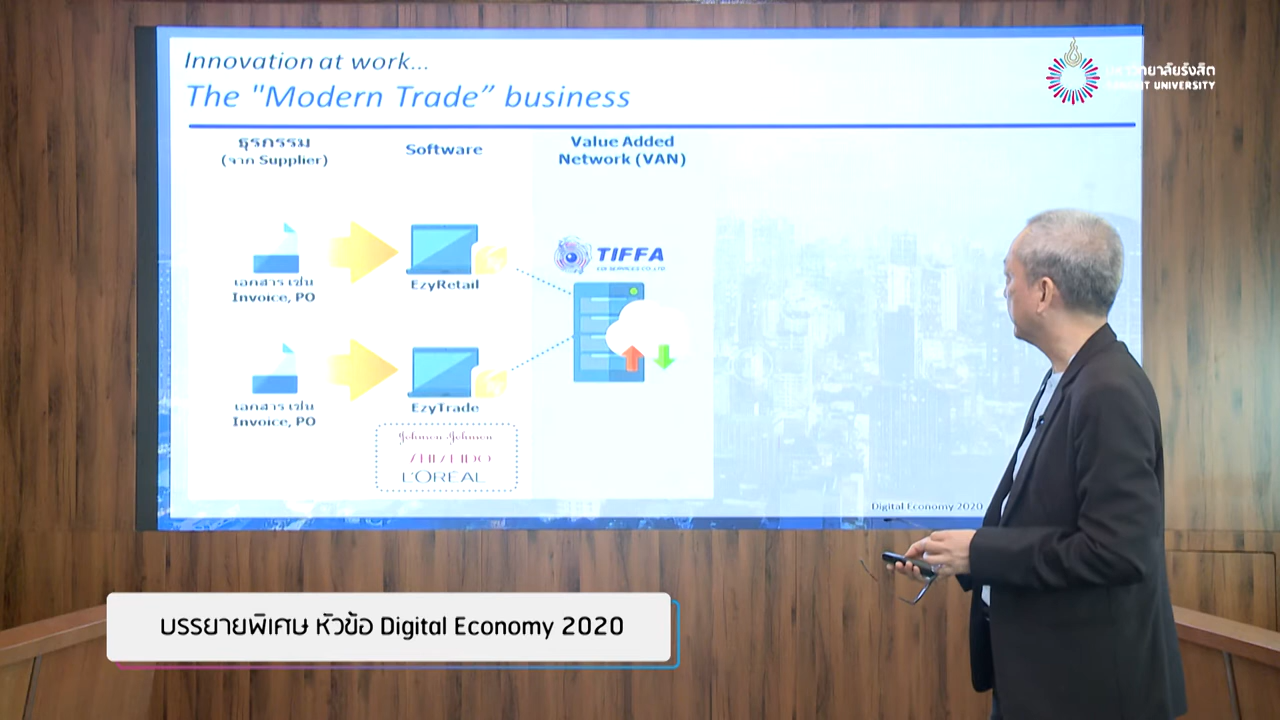 Innovation at work...
The "Modern Trade” business
มหาวิทยาลัยรังสิต
UNIVERSITY
ธุรกรรม
(จาก Supplier)
Software
Value Added
Network (VAN)
TIFFA
EDI SERVICES CO.,LTD
เอกสาร เช่น
Invoice, PO
EzyRetail
เอกสาร เช่น
Invoice, PO
EzyTrade
Johnson & Johnson
SHISEIDO
L'ORÉAL
Digital Economy 2020
บรรยายพิเศษ หัวข้อ Digital Economy 2020